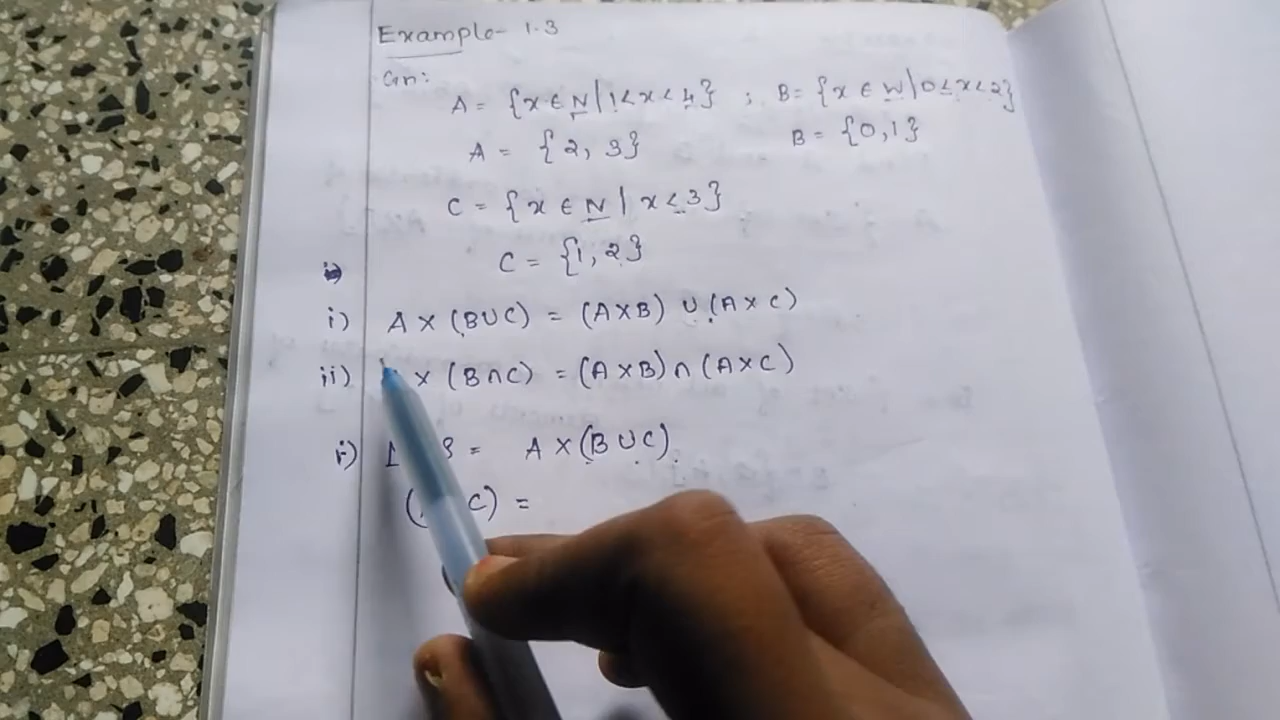 Example- 1.3
Gn:
A = {x ∈ N | 1 < x < 4} ; B = {x ∈ W | 0 ≤ x < 2}
A = {2, 3} B = {0, 1}
C = {x ∈ N | x < 3}
C = {1, 2}
i) A × (B∪C) = (A×B) ∪ (A×C)
ii) × (B∩C) = (A×B) ∩ (A×C)
i) = A × (B∪C)
( C) =